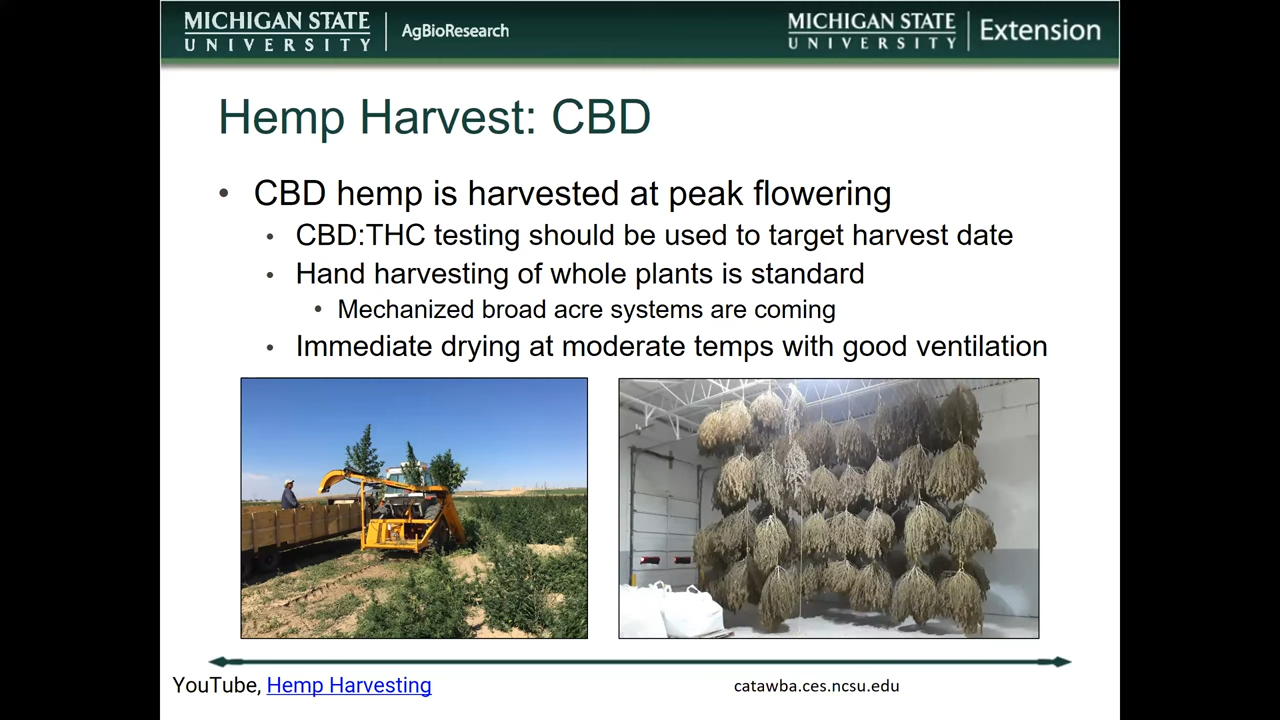 MICHIGAN STATE
UNIVERSITY
AgBioResearch
MICHIGAN STATE
UNIVERSITY
Extension
Hemp Harvest: CBD
• CBD hemp is harvested at peak flowering
• CBD:THC testing should be used to target harvest date
• Hand harvesting of whole plants is standard
• Mechanized broad acre systems are coming
• Immediate drying at moderate temps with good ventilation
YouTube, Hemp Harvesting
catawba.ces.ncsu.edu